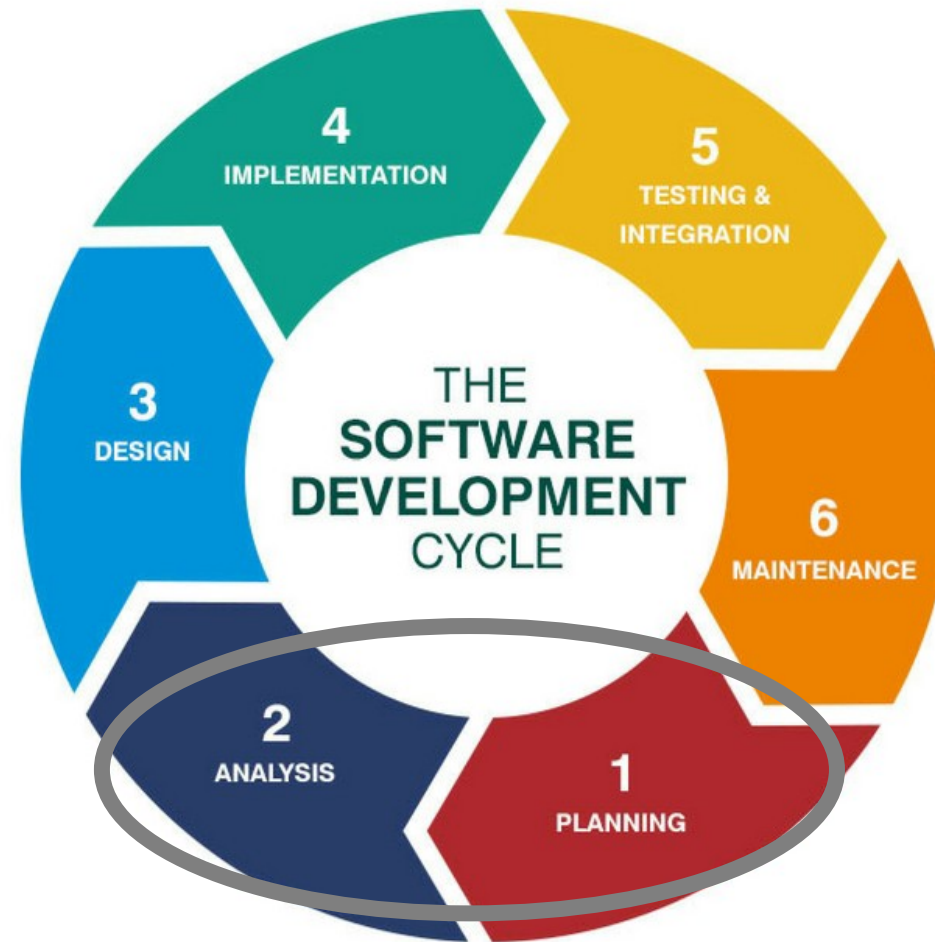 THE
SOFTWARE
DEVELOPMENT
CYCLE
1
PLANNING
2
ANALYSIS
3
DESIGN
4
IMPLEMENTATION
5
TESTING &
INTEGRATION
6
MAINTENANCE